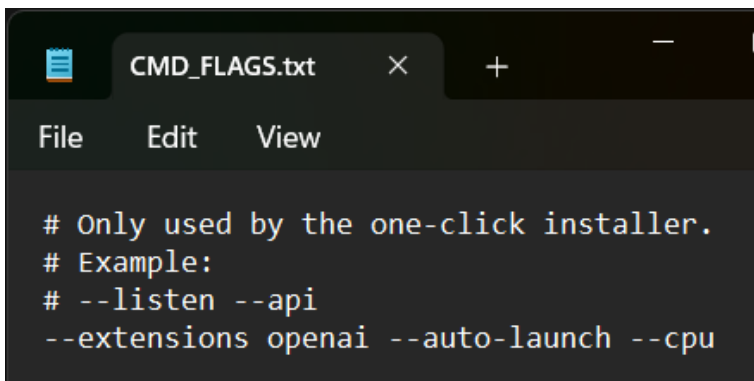 CMD_FLAGS.txt
File Edit View
# Only used by the one-click installer.
# Example:
# --listen --api
--extensions openai --auto-launch --cpu